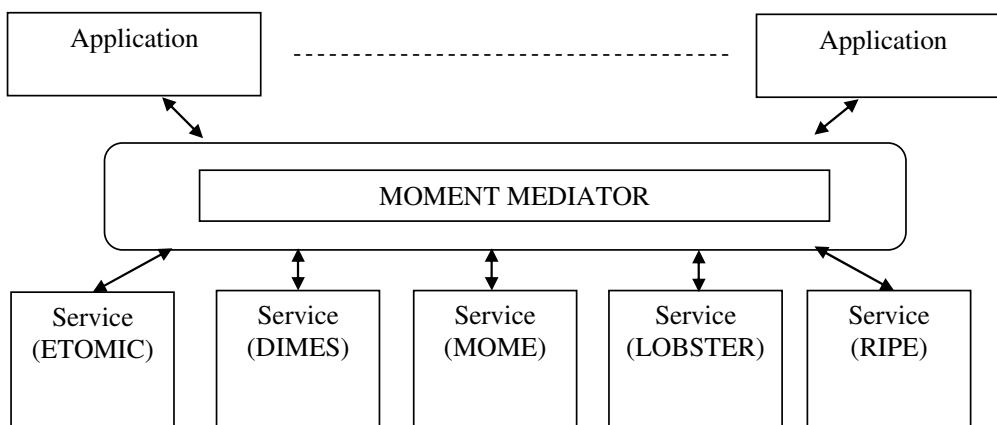 Application
Application
MOMENT MEDIATOR
Service
(ETOMIC)
Service
(DIMES)
Service
(MOME)
Service
(LOBSTER)
Service
(RIPE)